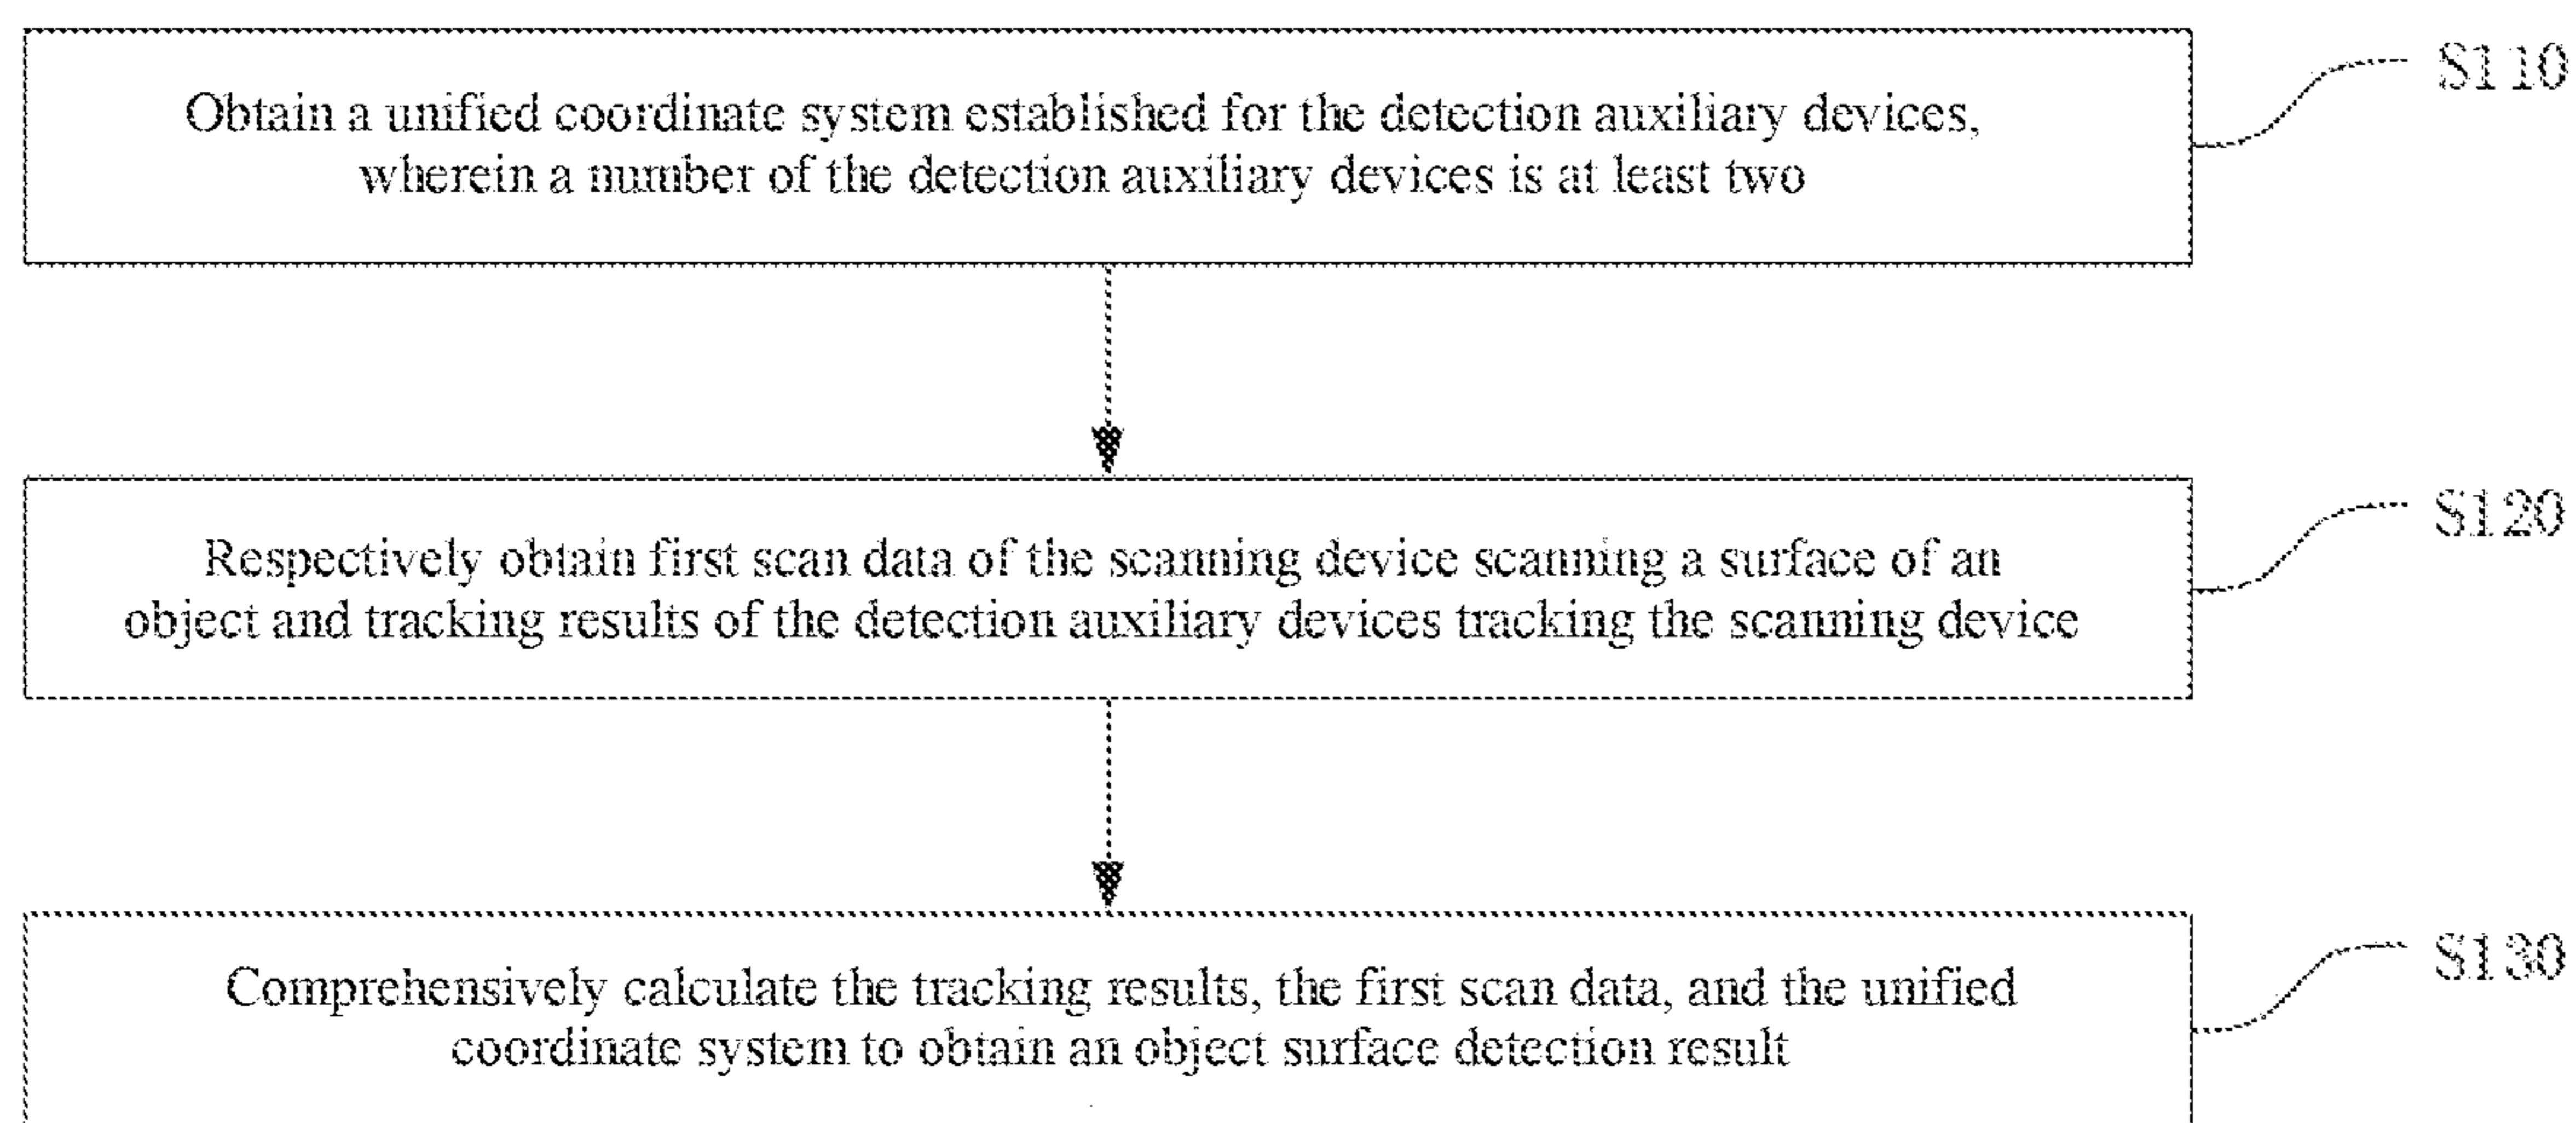 Obtain a unified coordinate system established for the detection auxiliary devices,
wherein a number of the detection auxiliary devices is at least two
S110
Respectively obtain first scan data of the scanning device scanning a surface of an
object and tracking results of the detection auxiliary devices tracking the scanning device
S120
Comprehensively calculate the tracking results, the first scan data, and the unified
coordinate system to obtain an object surface detection result
S130